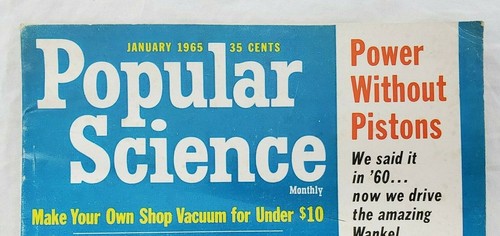 JANUARY 1965 35 CENTS
Popular
Science
Monthly
Make Your Own Shop Vacuum for Under $10
Power
Without
Pistons
We said it
in '60...
now we drive
the amazing
Wankel